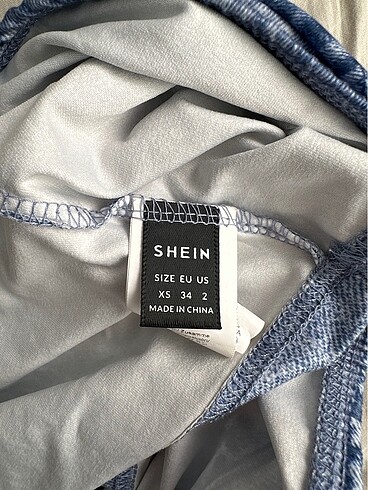 SHEIN
SIZE EU US
XS 34 2
MADE IN CHINA